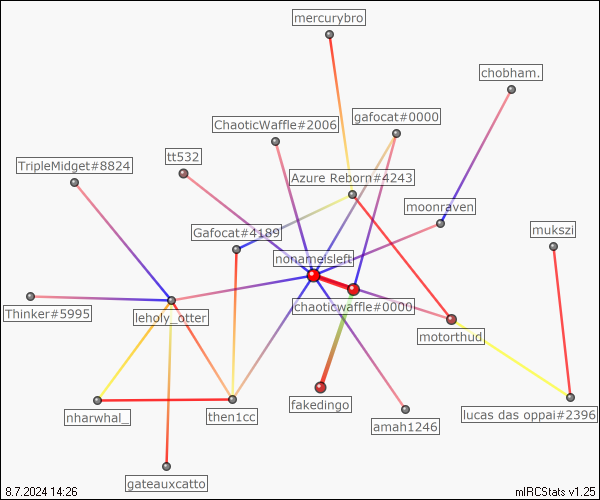 mercurybro
chobham.
gafocat#0000
ChaoticWaffle#2006
tt532
TripleMidget#8824
Azure Reborn#4243
moonraven
Gafocat#4189
mukszi
nonameisleft
chaoticwaffle#0000
Thinker#5995
leholy_otter
motorthud
fakedingo
nharwhal_
then1cc
lucas das oppai#2396
amah1246
gateauxcatto
8.7.2024 14:26
mIRCStats v1.25